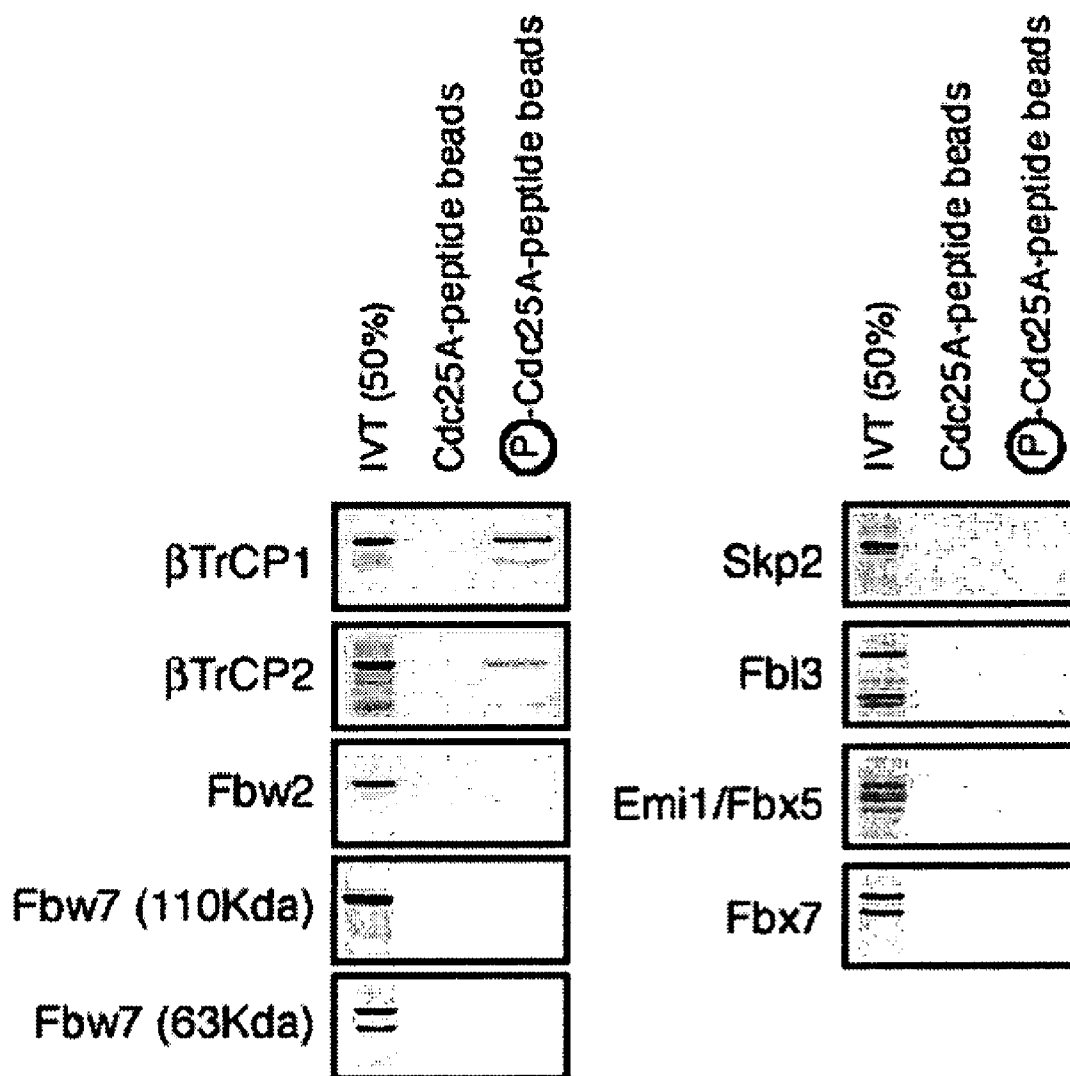 IVT (50%)
Cdc25A-peptide beads
P-Cdc25A-peptide beads
βTrCP1
βTrCP2
Fbw2
Fbw7 (110Kda)
Fbw7 (63Kda)
IVT (50%)
Cdc25A-peptide beads
P-Cdc25A-peptide beads
Skp2
Fbl3
Emi1/Fbx5
Fbx7